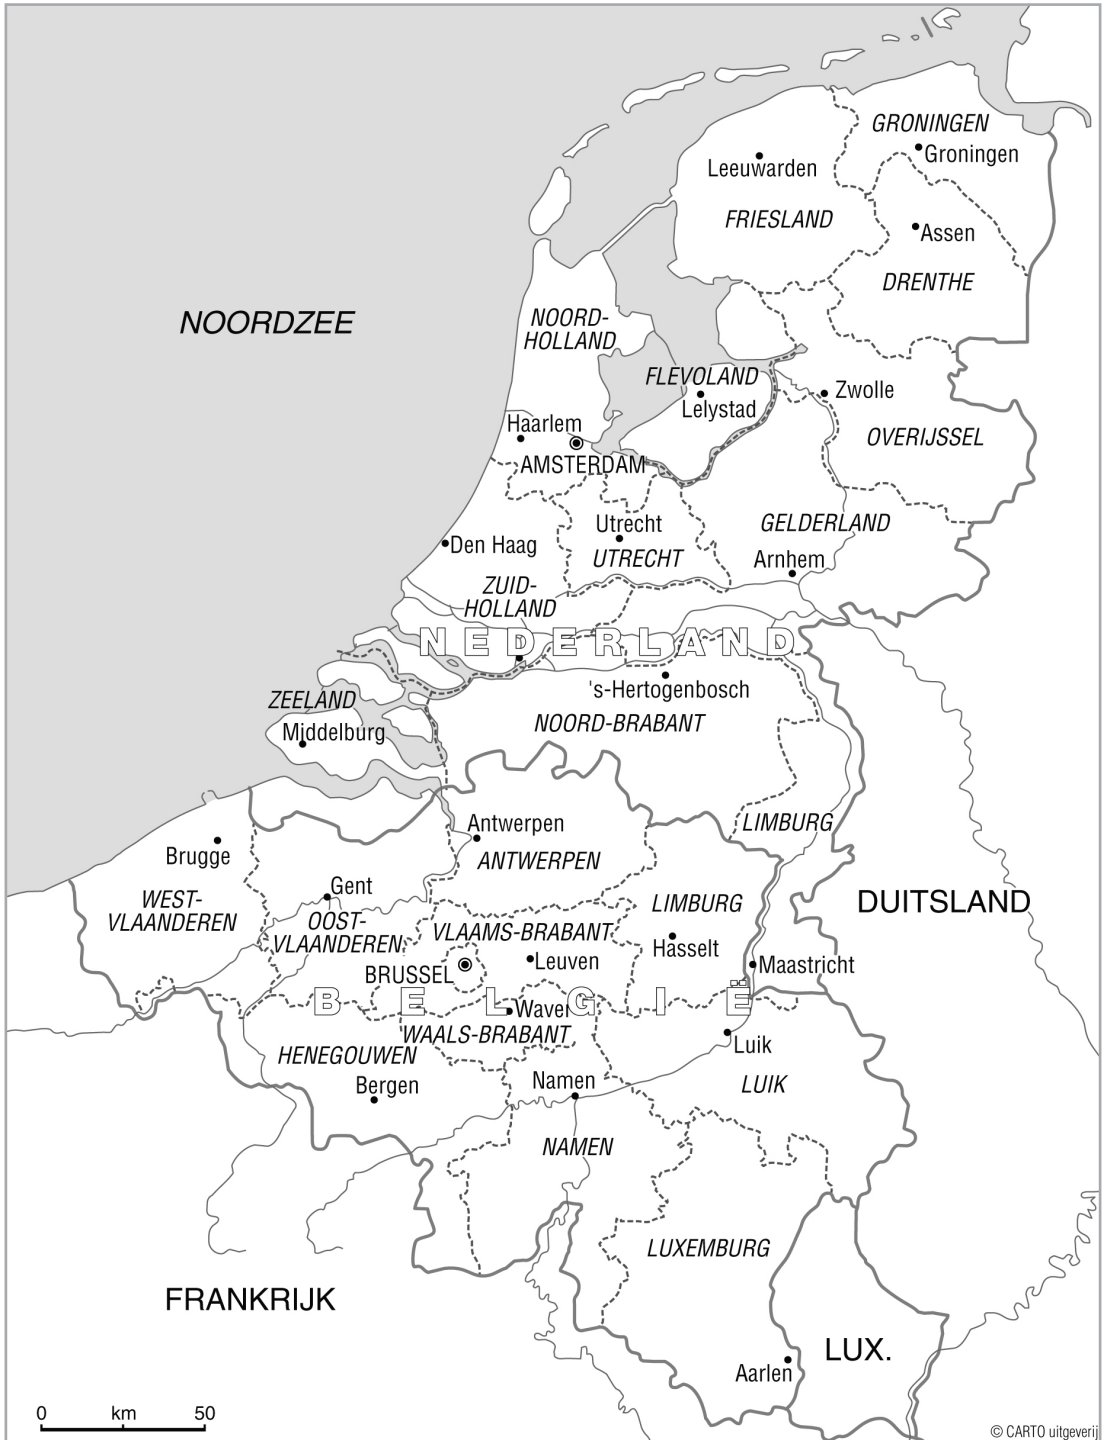 GRONINGEN
Groningen
Leeuwarden
FRIESLAND
Assen
DRENTHE
NOORDZEE
NOORD-
HOLLAND
FLEVOLAND
Lelystad
Zwolle
Haarlem
OVERIJSSEL
AMSTERDAM
Utrecht
GELDERLAND
Den Haag
UTRECHT
Arnhem
ZUID-
HOLLAND
NEDERLAND
's-Hertogenbosch
ZEELAND
NOORD-BRABANT
Middelburg
Antwerpen
LIMBURG
Brugge
ANTWERPEN
Gent
WEST-
VLAANDEREN
LIMBURG
DUITSLAND
OOST-
VLAANDEREN
VLAAMS-BRABANT
Hasselt
BRUSSEL
Leuven
Maastricht
BELGIË
Waver
WAALS-BRABANT
Luik
HENEGOUWEN
Bergen
Namen
LUIK
NAMEN
LUXEMBURG
FRANKRIJK
LUX.
Aarlen
0 km 50
© CARTO uitgeverij